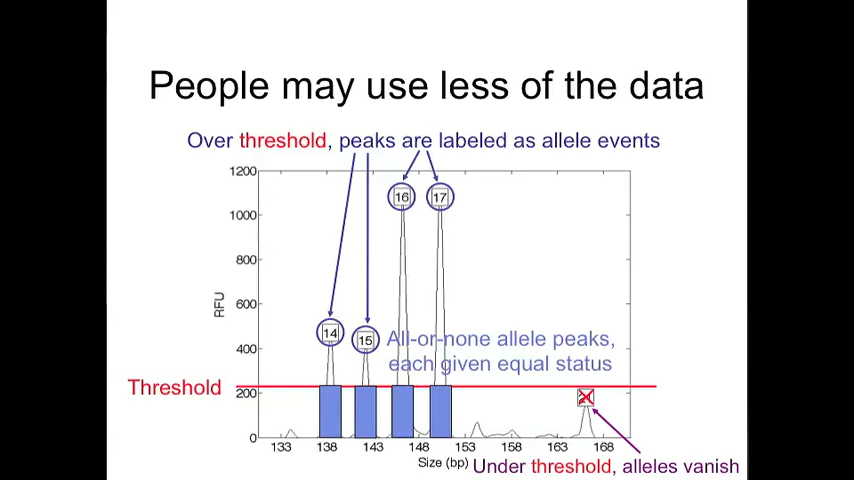 People may use less of the data
Over threshold, peaks are labeled as allele events
1200
1000
800
600
400
200
0
RFU
16
17
14
15
All-or-none allele peaks,
each given equal status
Threshold
133
138
143
148
153
158
163
168
Size (bp)
Under threshold, alleles vanish